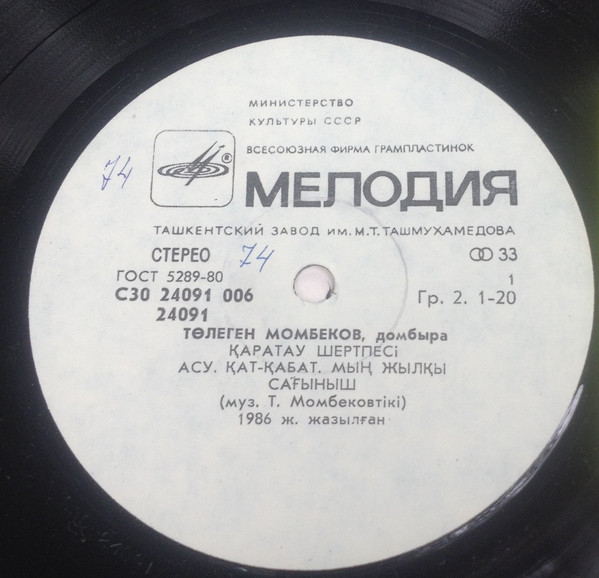 МИНИСТЕРСТВО
КУЛЬТУРЫ СССР
ВСЕСОЮЗНАЯ ФИРМА ГРАМПЛАСТИНОК
®
МЕЛОДИЯ
74
ТАШКЕНТСКИЙ ЗАВОД ИМ. М. Т. ТАШМУХАМЕДОВА
СТЕРЕО 74 33
ГОСТ 5289-80 1
С30 24091 006 Гр. 2. 1-20
24091
ТӨЛЕГЕН МОМБЕКОВ, домбыра
ҚАРАТАУ ШЕРТПЕСі
АСУ. ҚАТ-ҚАБАТ. МЫҢ ЖЫЛҚЫ
САҒЫНЫШ
(муз. Т. Момбековтікі)
1986 ж. жазылған